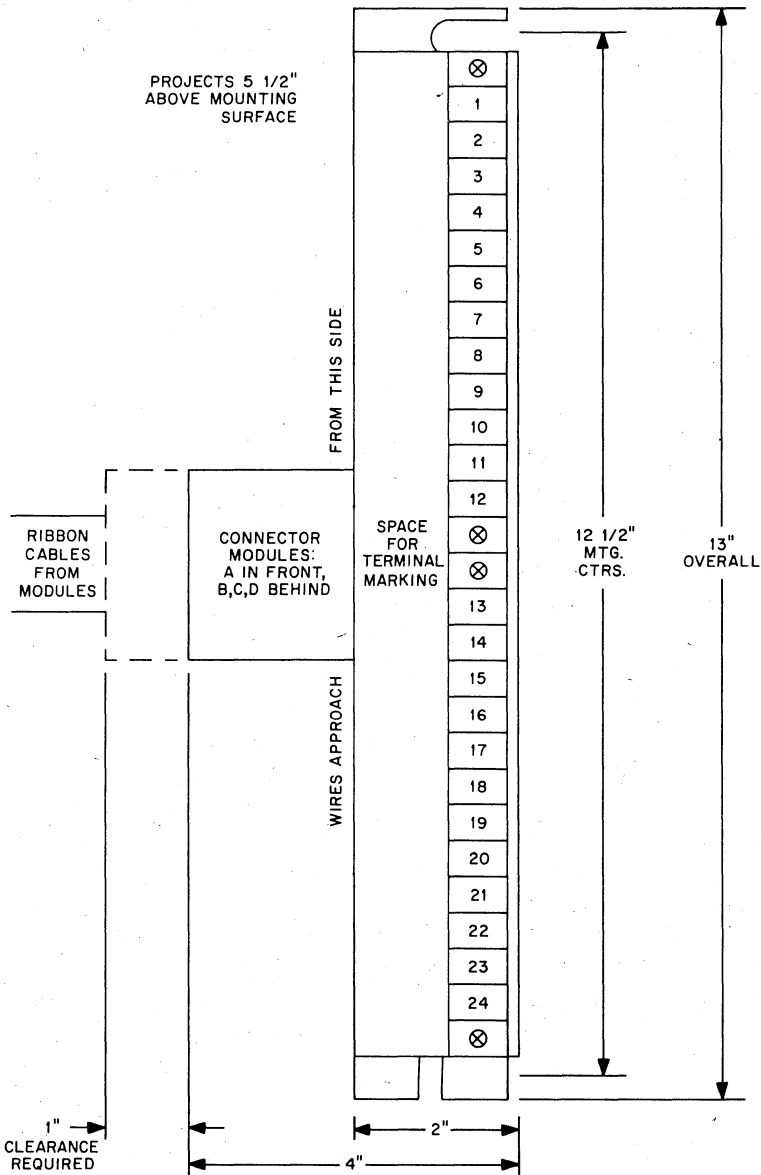 PROJECTS 5 1/2"
ABOVE MOUNTING
SURFACE
1
2
3
4
5
6
7
8
9
10
11
12
13
14
15
16
17
18
19
20
21
22
23
24
FROM THIS SIDE
WIRES APPROACH
RIBBON
CABLES
FROM
MODULES
CONNECTOR
MODULES:
A IN FRONT,
B,C,D BEHIND
SPACE
FOR
TERMINAL
MARKING
12 1/2"
MTG.
CTRS.
13"
OVERALL
1"
CLEARANCE
REQUIRED
2"
4"